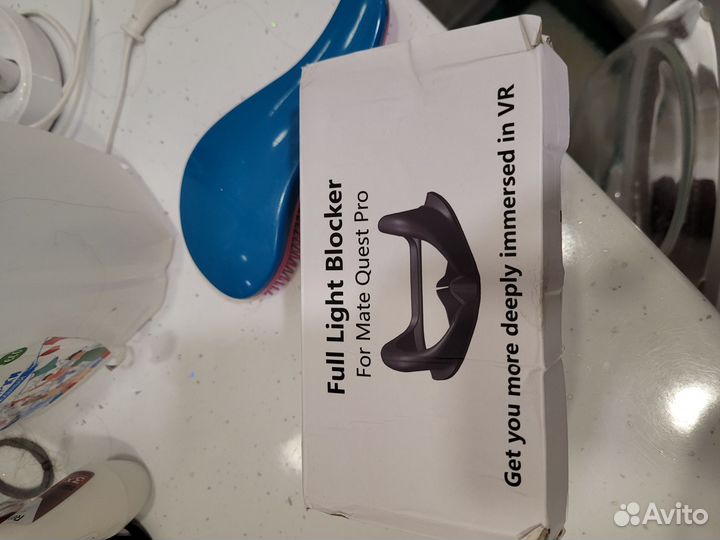 Full Light Blocker
For Mate Quest Pro
Get you more deeply immersed in VR
Avito